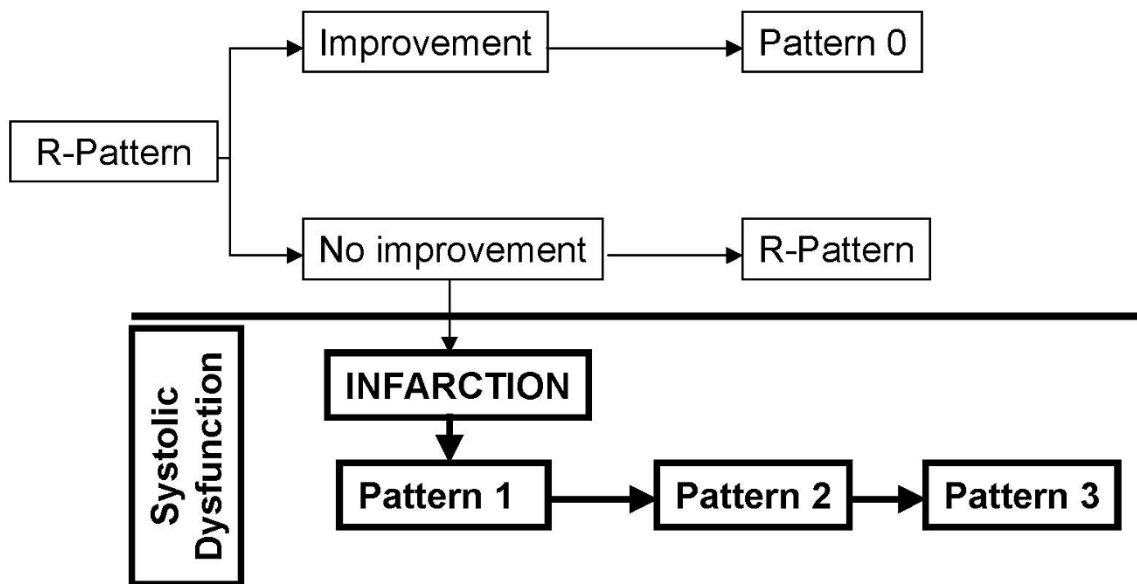 Improvement
Pattern 0
R-Pattern
No improvement
R-Pattern
Systolic
Dysfunction
INFARCTION
Pattern 1
Pattern 2
Pattern 3